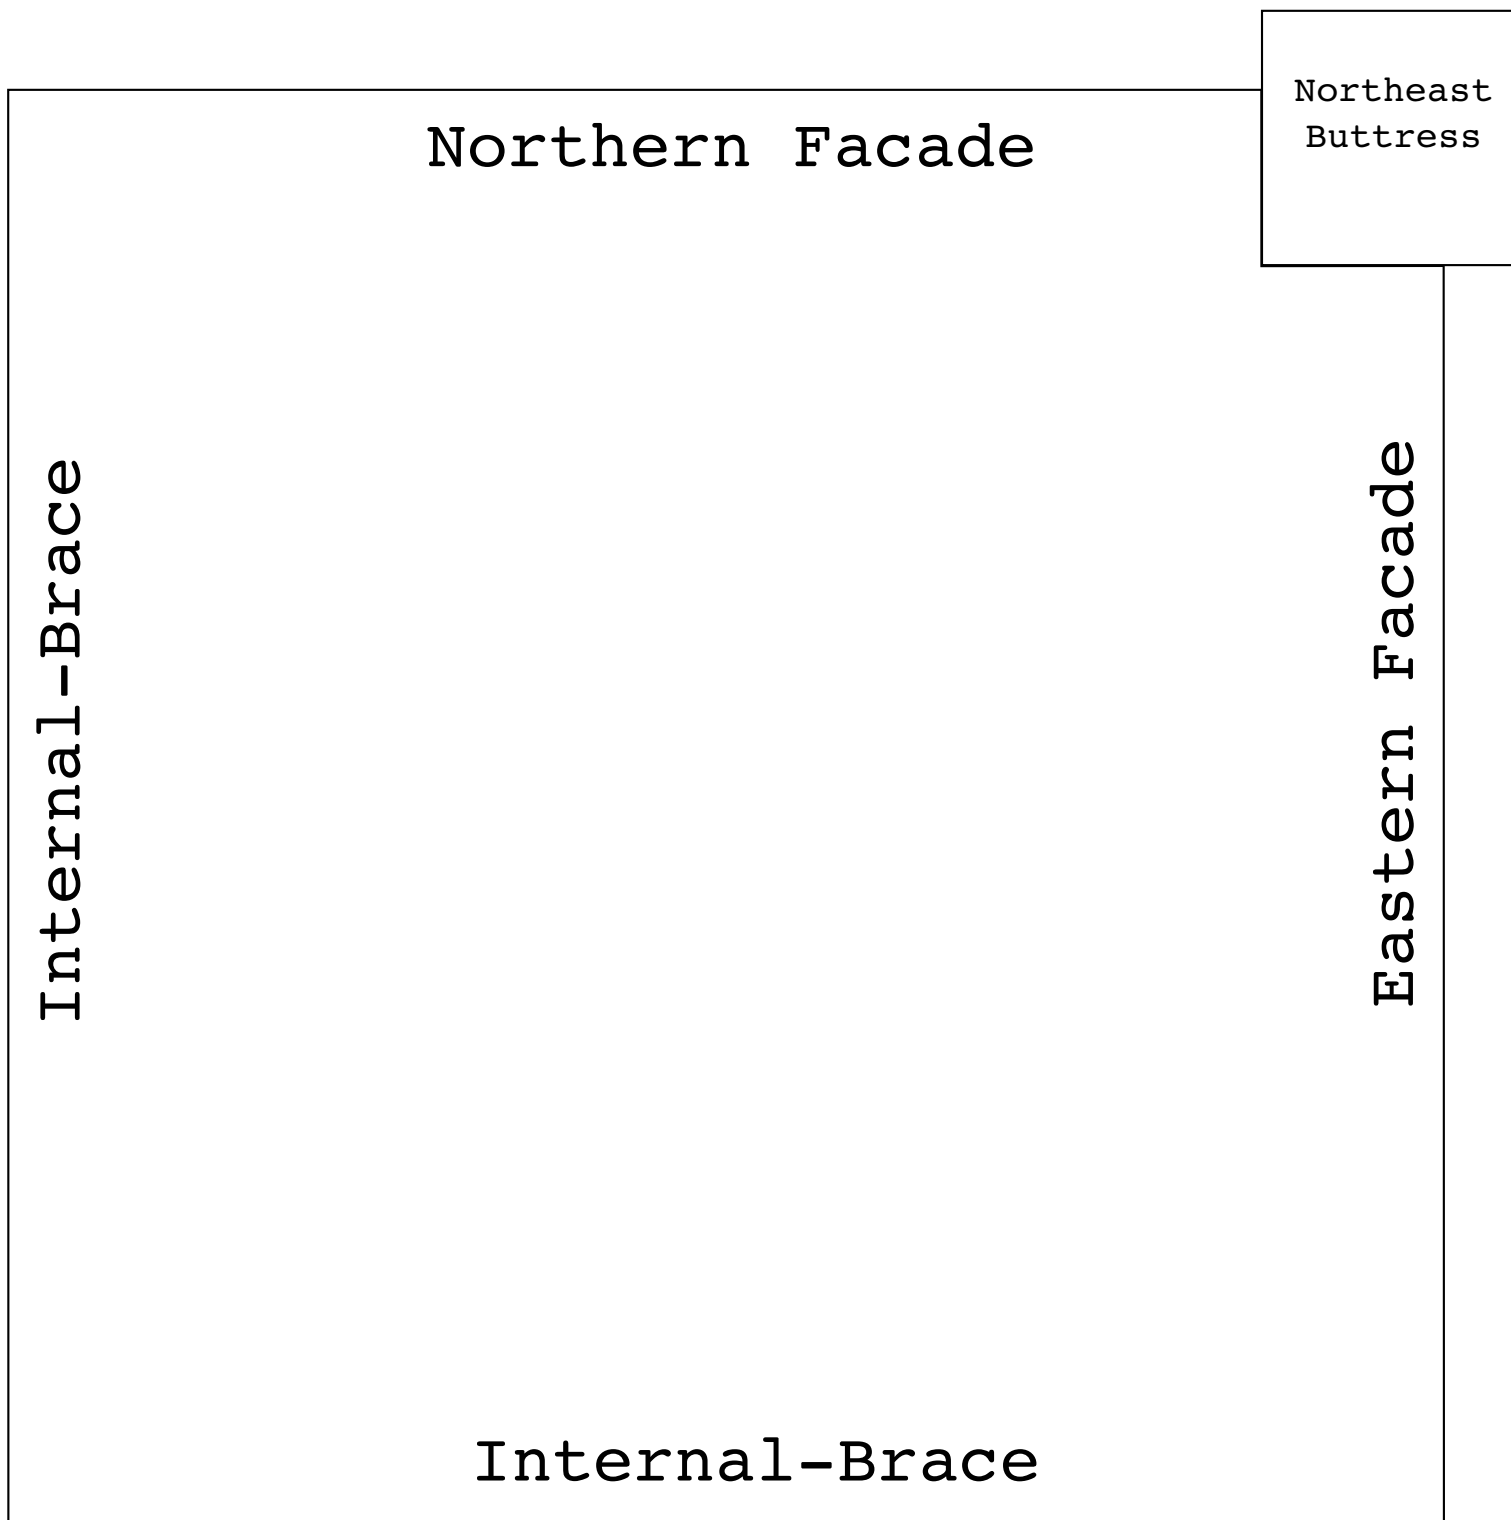 Northeast
Buttress
Northern Facade
Internal-Brace
Eastern Facade
Internal-Brace